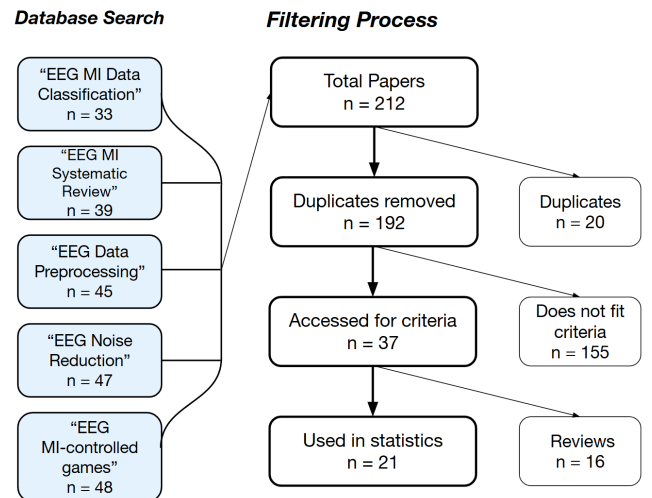 Database Search
Filtering Process
“EEG MI Data
Classification”
n = 33
“EEG MI
Systematic
Review”
n = 39
“EEG Data
Preprocessing”
n = 45
“EEG Noise
Reduction”
n = 47
“EEG
MI-controlled
games”
n = 48
Total Papers
n = 212
Duplicates removed
n = 192
Duplicates
n = 20
Accessed for criteria
n = 37
Does not fit
criteria
n = 155
Used in statistics
n = 21
Reviews
n = 16